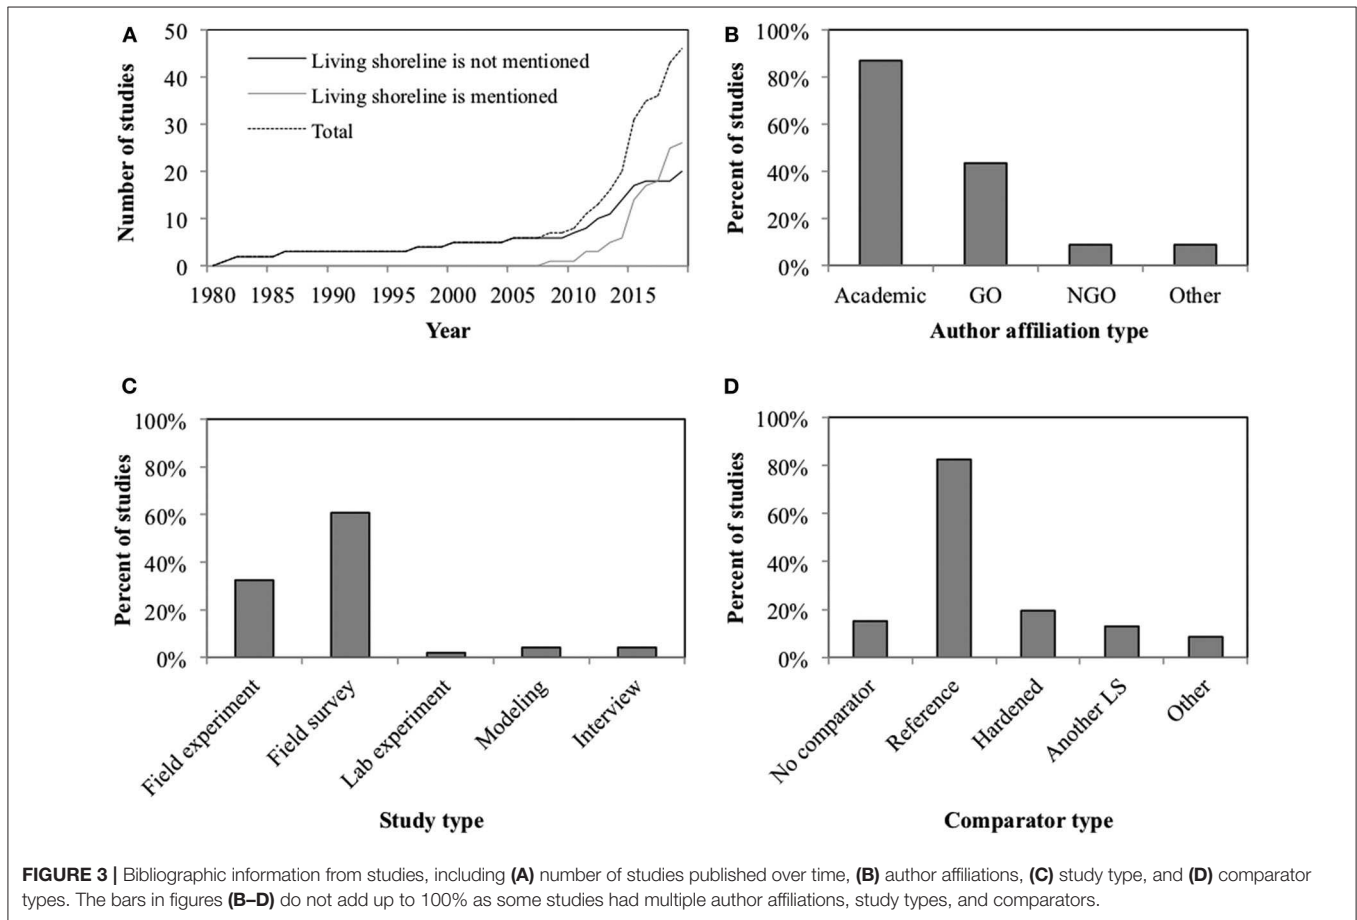 A
50
40
30
20
10
0
Number of studies
Living shoreline is not mentioned
Living shoreline is mentioned
Total
1980 1985 1990 1995 2000 2005 2010 2015
Year
B
100%
80%
60%
40%
20%
0%
Percent of studies
Academic GO NGO Other
Author affiliation type
C
100%
80%
60%
40%
20%
0%
Percent of studies
Field experiment
Field survey
Lab experiment
Modeling
Interview
Study type
D
100%
80%
60%
40%
20%
0%
Percent of studies
No comparator
Reference
Hardened
Another LS
Other
Comparator type
FIGURE 3 | Bibliographic information from studies, including (A) number of studies published over time, (B) author affiliations, (C) study type, and (D) comparator
types. The bars in figures (B–D) do not add up to 100% as some studies had multiple author affiliations, study types, and comparators.